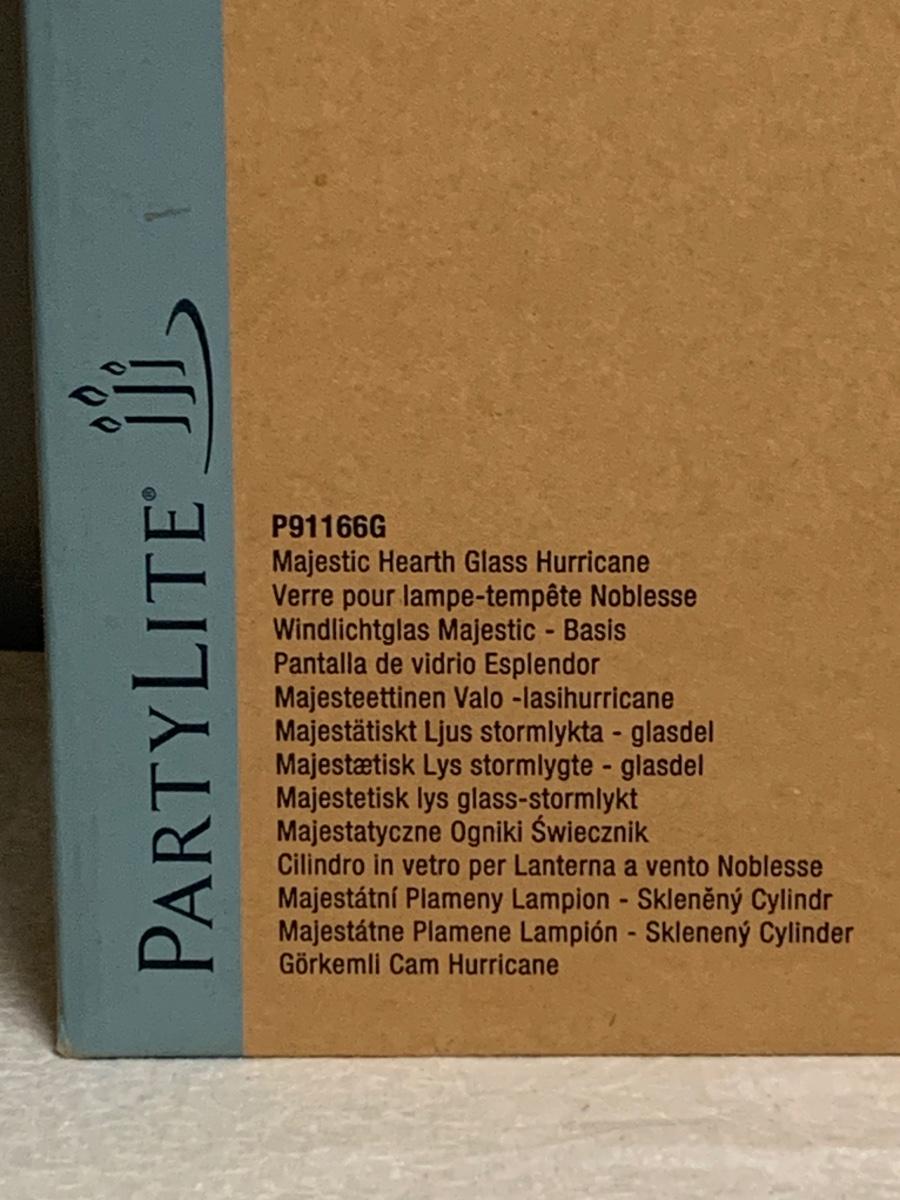 PARTYLITE®
P91166G
Majestic Hearth Glass Hurricane
Verre pour lampe-tempête Noblesse
Windlichtglas Majestic - Basis
Pantalla de vidrio Esplendor
Majesteettinen Valo -lasihurricane
Majestätiskt Ljus stormlykta - glasdel
Majestætisk Lys stormlygte - glasdel
Majestetisk lys glass-stormlykt
Majestatyczne Ogniki Świecznik
Cilindro in vetro per Lanterna a vento Noblesse
Majestátní Plameny Lampion - Skleněný Cylindr
Majestátne Plamene Lampión - Sklenený Cylinder
Görkemli Cam Hurricane